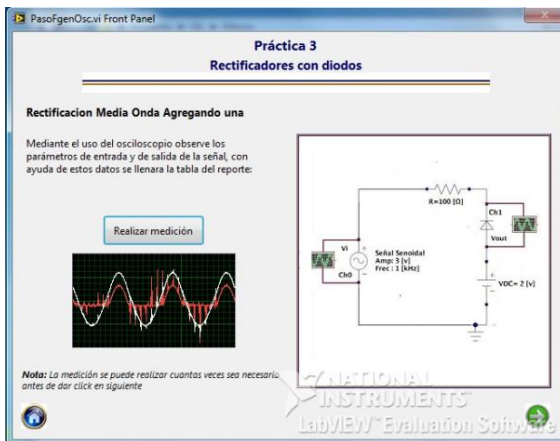 PasoFgenOsc.vi Front Panel
Práctica 3
Rectificadores con diodos
Rectificacion Media Onda Agregando una
Mediante el uso del osciloscopio observe los
parámetros de entrada y de salida de la señal, con
ayuda de estos datos se llenara la tabla del reporte:
Realizar medición
R=100 [Ω]
Ch1
Vout
Vi
Señal Senoidal
Amp: 3 [v]
Frec : 1 [kHz]
Ch0
VDC= 2 [v]
Nota: La medición se puede realizar cuantas veces sea necesario
antes de dar click en siguiente
NATIONAL
INSTRUMENTS
LabVIEW Evaluation Software